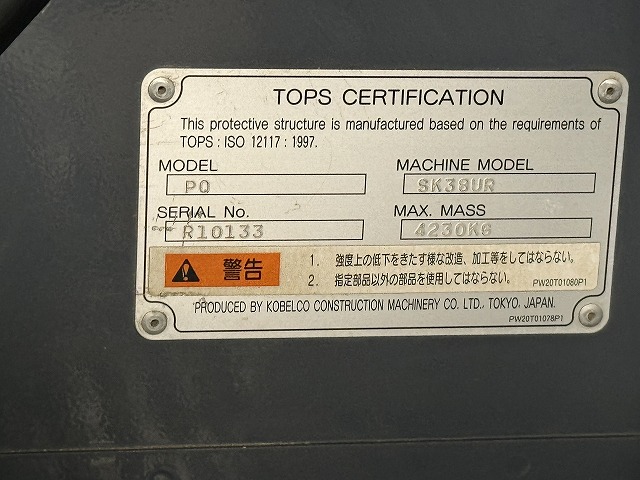 TOPS CERTIFICATION
This protective structure is manufactured based on the requirements of
TOPS : ISO 12117 : 1997.
MODEL
PQ
MACHINE MODEL
SK38UR
SERIAL No.
R10133
MAX. MASS
4230KG
警告
1. 強度上の低下をきたす様な改造、加工等をしてはならない。
2. 指定部品以外の部品を使用してはならない。
PW20T01080P1
PRODUCED BY KOBELCO CONSTRUCTION MACHINERY CO. LTD., TOKYO, JAPAN.
PW20T01078P1